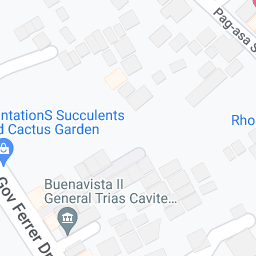 Pag-asa S
ntationS Succulents
d Cactus Garden
Rho
Buenavista II
General Trias Cavite...
Gov Ferrer Dr